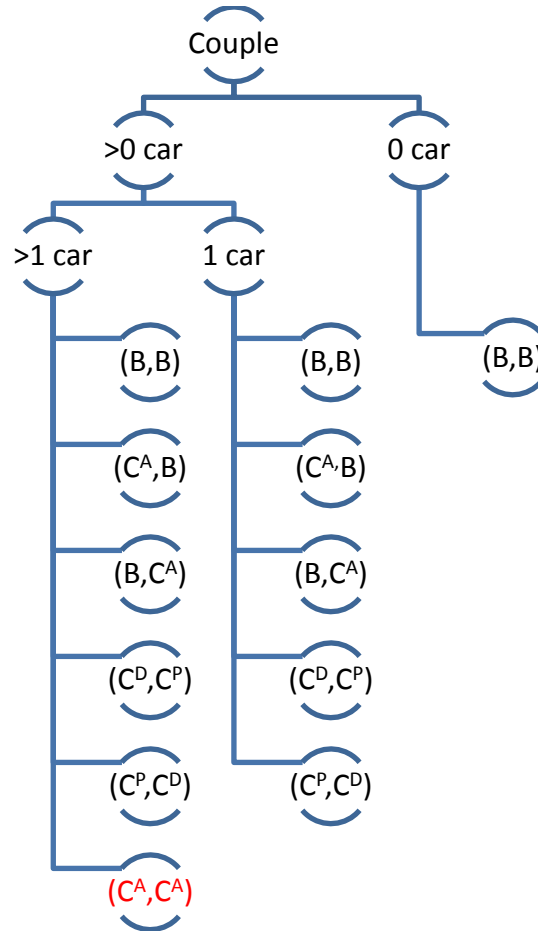 Couple
>0 car
0 car
>1 car
1 car
(B,B)
(B,B)
(B,B)
(Cᴬ,B)
(Cᴬ,B)
(B,Cᴬ)
(B,Cᴬ)
(Cᴰ,Cᴾ)
(Cᴰ,Cᴾ)
(Cᴾ,Cᴰ)
(Cᴾ,Cᴰ)
(Cᴬ,Cᴬ)